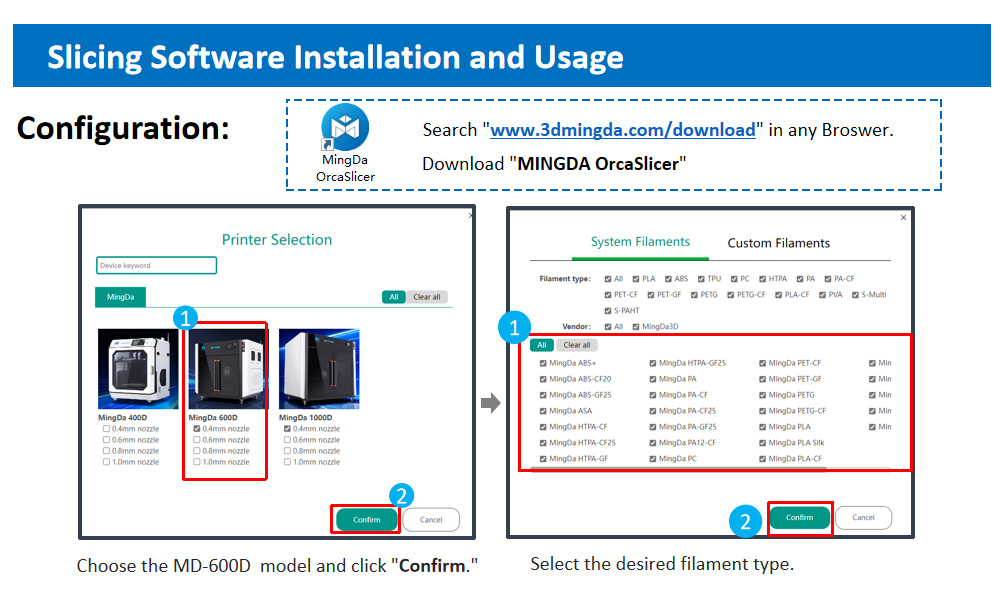 Slicing Software Installation and Usage
Configuration:
MingDa
OrcaSlicer
Search "www.3dmingda.com/download" in any Broswer.
Download "MINGDA OrcaSlicer"
Printer Selection
Device keyword
MingDa
All Clear all
1
MingDa 400D MingDa 600D MingDa 1000D
0.4mm nozzle 0.4mm nozzle 0.4mm nozzle
0.6mm nozzle 0.6mm nozzle 0.6mm nozzle
0.8mm nozzle 0.8mm nozzle 0.8mm nozzle
1.0mm nozzle 1.0mm nozzle 1.0mm nozzle
2
Confirm Cancel
Choose the MD-600D model and click "Confirm."
System Filaments Custom Filaments
Filament type: All PLA ABS TPU PC HTPA PA PA-CF
PET-CF PET-GF PETG PETG-CF PLA-CF PVA S-Multi
S-PAHT
Vendor: All MingDa3D
1
All Clear all
MingDa ABS+ MingDa HTPA-GF25 MingDa PET-CF Min
MingDa ABS-CF20 MingDa PA MingDa PET-GF Min
MingDa ABS-GF25 MingDa PA-CF MingDa PETG Min
MingDa ASA MingDa PA-CF25 MingDa PETG-CF Min
MingDa HTPA-CF MingDa PA-GF25 MingDa PLA Min
MingDa HTPA-CF25 MingDa PA12-CF MingDa PLA Silk
MingDa HTPA-GF MingDa PC MingDa PLA-CF
2
Confirm Cancel
Select the desired filament type.